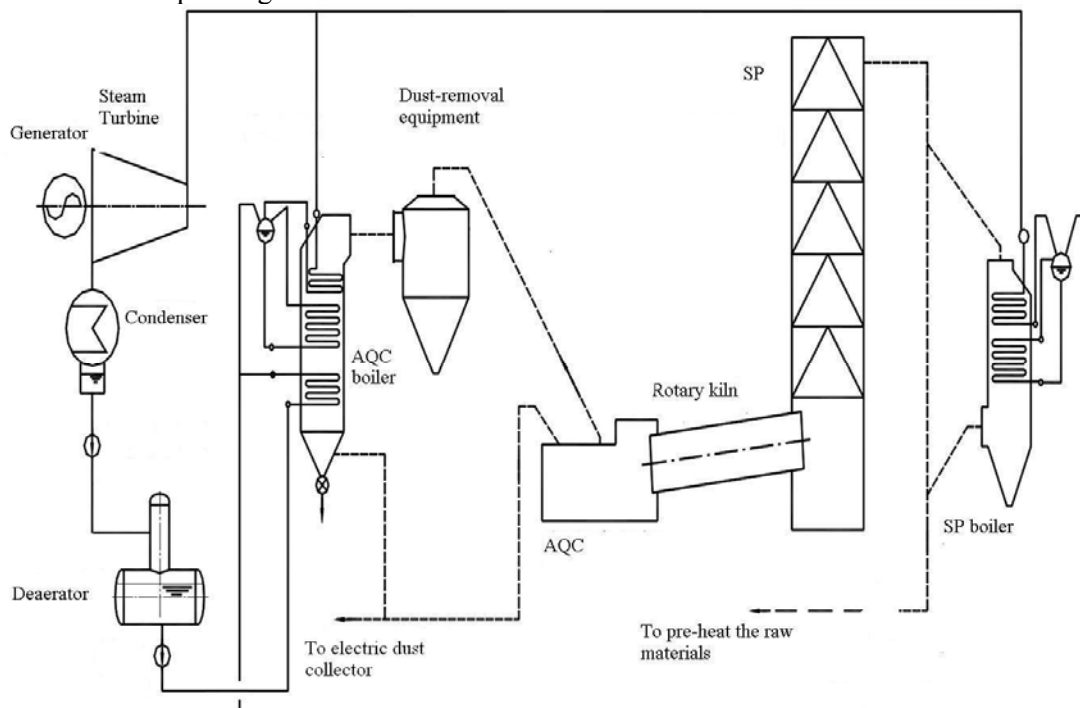 SP
Steam
Turbine
Dust-removal
equipment
Generator
Condenser
AQC
boiler
Rotary kiln
SP boiler
AQC
Deaerator
To electric dust
collector
To pre-heat the raw
materials